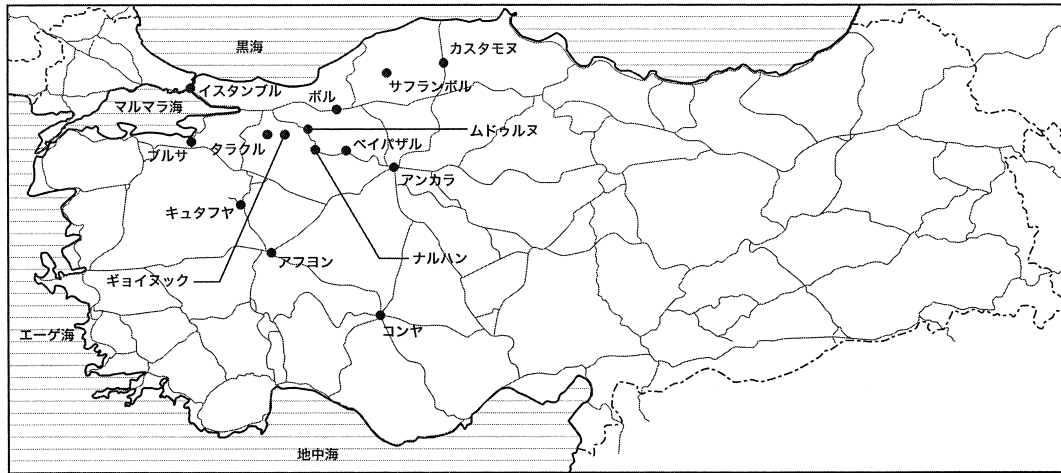 黒海
カスタモヌ
サフランボル
イスタンブル
ボル
マルマラ海
ムドゥルヌ
ブルサ
タラクル
ベイパザル
アンカラ
キュタフヤ
アフヨン
ナルハン
ギョイヌック
コンヤ
エーゲ海
地中海